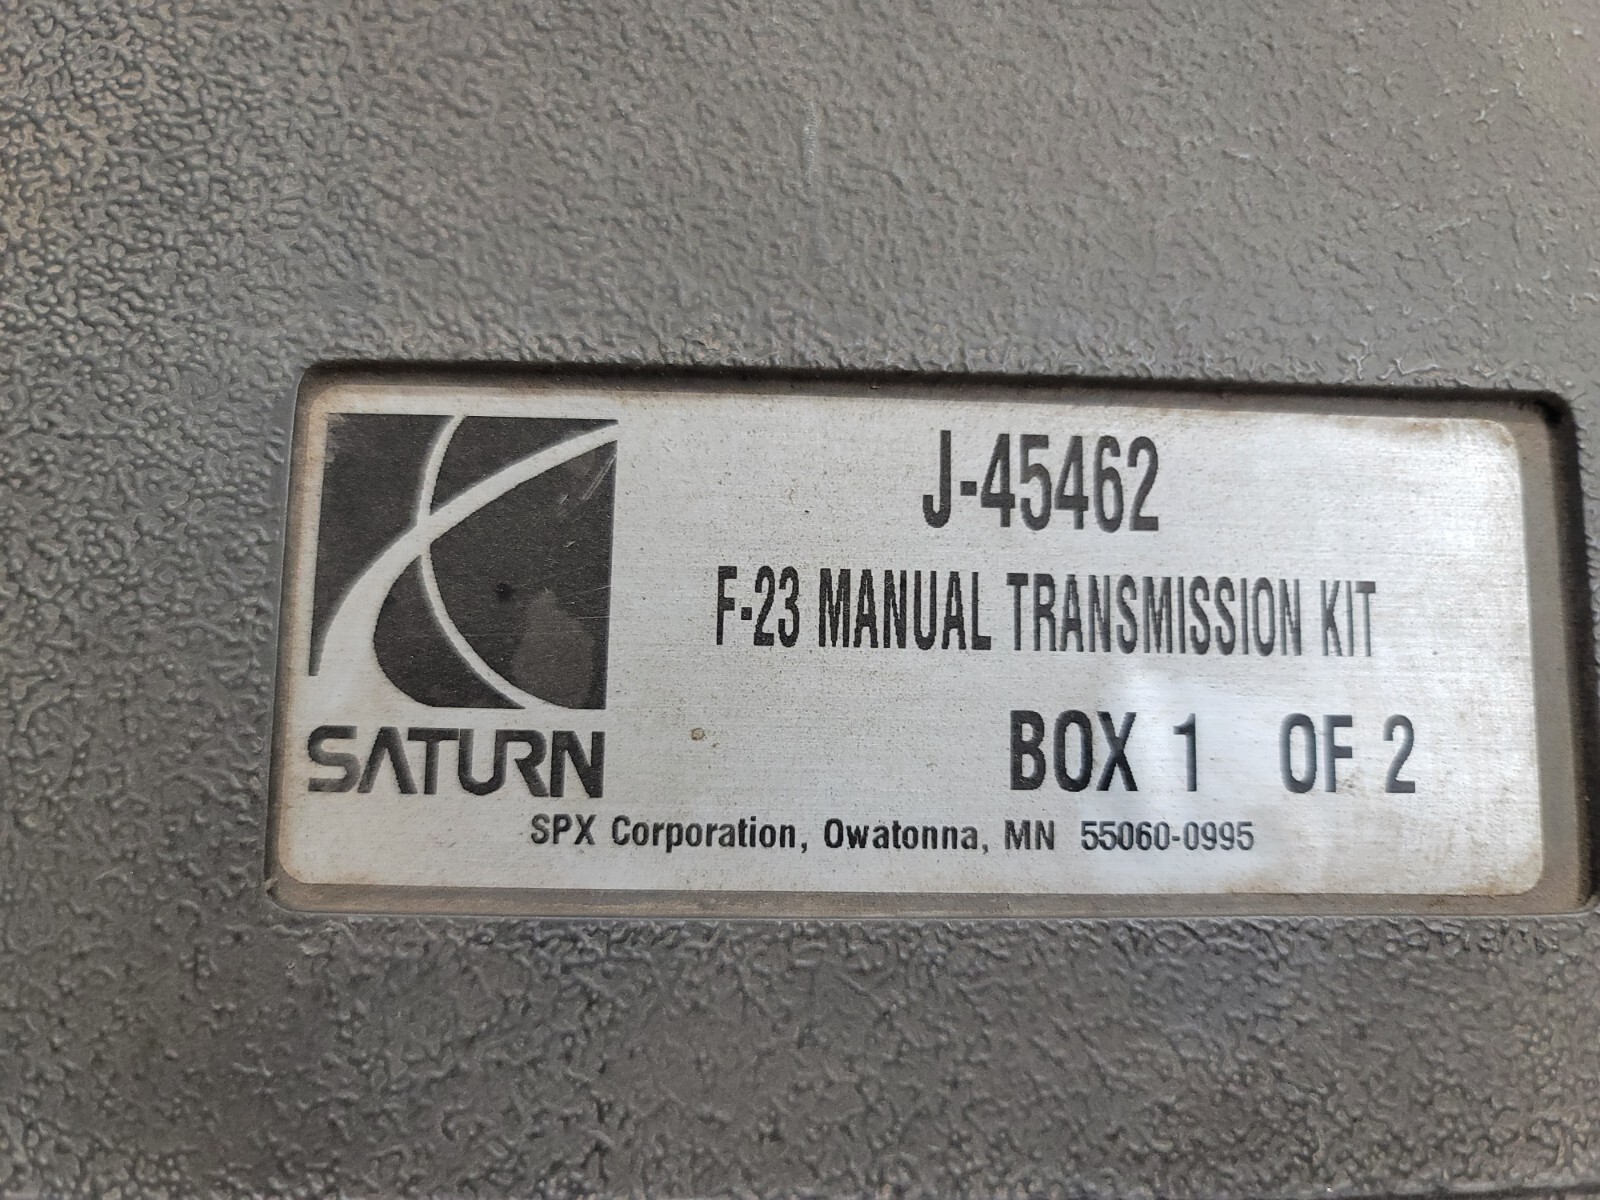 J-45462
F-23 MANUAL TRANSMISSION KIT
BOX 1 OF 2
SATURN
SPX Corporation, Owatonna, MN 55060-0995